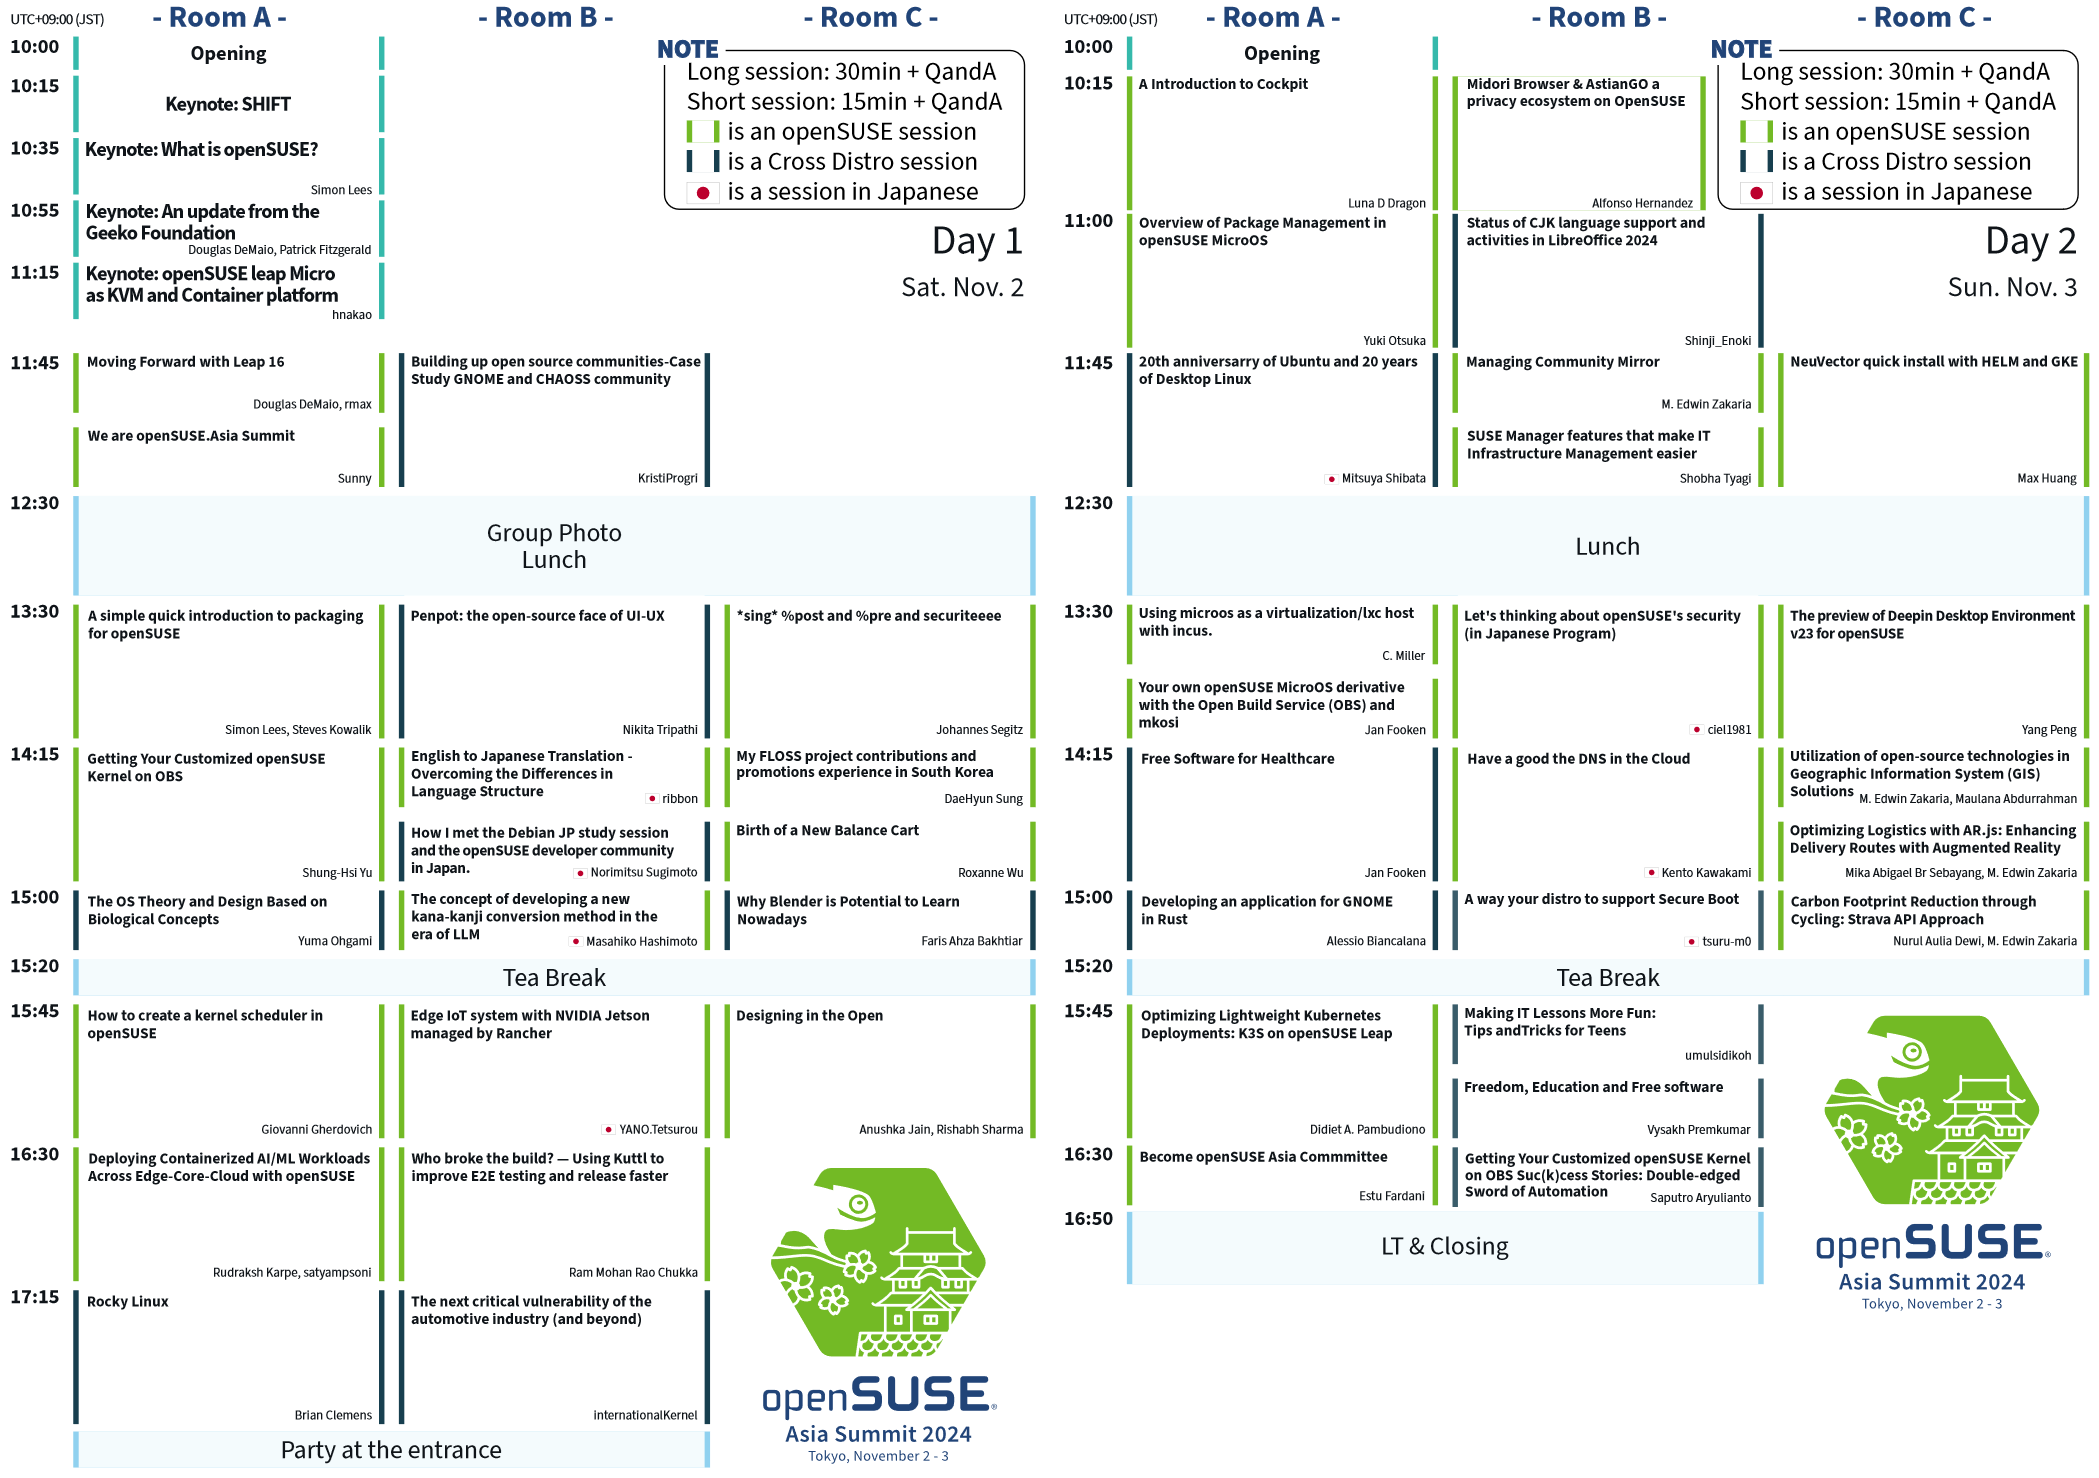 UTC+09:00 (JST)
- Room A -
- Room B -
- Room C -
10:00
Opening
NOTE
Long session: 30min + QandA
Short session: 15min + QandA
is an openSUSE session
is a Cross Distro session
is a session in Japanese
Day 1
Sat. Nov. 2
10:15
Keynote: SHIFT
10:35
Keynote: What is openSUSE?
Simon Lees
10:55
Keynote: An update from the
Geeko Foundation
Douglas DeMaio, Patrick Fitzgerald
11:15
Keynote: openSUSE leap Micro
as KVM and Container platform
hnakao
11:45
Moving Forward with Leap 16
Douglas DeMaio, rmax
We are openSUSE.Asia Summit
Sunny
Building up open source communities-Case
Study GNOME and CHAOSS community
KristiProgri
12:30
Group Photo
Lunch
13:30
A simple quick introduction to packaging
for openSUSE
Simon Lees, Steves Kowalik
Penpot: the open-source face of UI-UX
Nikita Tripathi
*sing* %post and %pre and securiteeee
Johannes Segitz
14:15
Getting Your Customized openSUSE
Kernel on OBS
Shung-Hsi Yu
English to Japanese Translation -
Overcoming the Differences in
Language Structure
ribbon
How I met the Debian JP study session
and the openSUSE developer community
in Japan.
Norimitsu Sugimoto
My FLOSS project contributions and
promotions experience in South Korea
DaeHyun Sung
Birth of a New Balance Cart
Roxanne Wu
15:00
The OS Theory and Design Based on
Biological Concepts
Yuma Ohgami
The concept of developing a new
kana-kanji conversion method in the
era of LLM
Masahiko Hashimoto
Why Blender is Potential to Learn
Nowadays
Faris Ahza Bakhtiar
15:20
Tea Break
15:45
How to create a kernel scheduler in
openSUSE
Giovanni Gherdovich
Edge IoT system with NVIDIA Jetson
managed by Rancher
YANO.Tetsurou
Designing in the Open
Anushka Jain, Rishabh Sharma
16:30
Deploying Containerized AI/ML Workloads
Across Edge-Core-Cloud with openSUSE
Rudraksh Karpe, satyampsoni
Who broke the build? — Using Kuttl to
improve E2E testing and release faster
Ram Mohan Rao Chukka
17:15
Rocky Linux
Brian Clemens
The next critical vulnerability of the
automotive industry (and beyond)
internationalKernel
Party at the entrance
openSUSE®
Asia Summit 2024
Tokyo, November 2 - 3
UTC+09:00 (JST)
- Room A -
- Room B -
- Room C -
10:00
Opening
NOTE
Long session: 30min + QandA
Short session: 15min + QandA
is an openSUSE session
is a Cross Distro session
is a session in Japanese
Day 2
Sun. Nov. 3
10:15
A Introduction to Cockpit
Luna D Dragon
Midori Browser & AstianGO a
privacy ecosystem on OpenSUSE
Alfonso Hernandez
11:00
Overview of Package Management in
openSUSE MicroOS
Yuki Otsuka
Status of CJK language support and
activities in LibreOffice 2024
Shinji_Enoki
11:45
20th anniversarry of Ubuntu and 20 years
of Desktop Linux
Mitsuya Shibata
Managing Community Mirror
M. Edwin Zakaria
SUSE Manager features that make IT
Infrastructure Management easier
Shobha Tyagi
NeuVector quick install with HELM and GKE
Max Huang
12:30
Lunch
13:30
Using microos as a virtualization/lxc host
with incus.
C. Miller
Your own openSUSE MicroOS derivative
with the Open Build Service (OBS) and
mkosi
Jan Fooken
Let's thinking about openSUSE's security
(in Japanese Program)
ciel1981
The preview of Deepin Desktop Environment
v23 for openSUSE
Yang Peng
14:15
Free Software for Healthcare
Jan Fooken
Have a good the DNS in the Cloud
Kento Kawakami
Utilization of open-source technologies in
Geographic Information System (GIS)
Solutions
M. Edwin Zakaria, Maulana Abdurrahman
Optimizing Logistics with AR.js: Enhancing
Delivery Routes with Augmented Reality
Mika Abigael Br Sebayang, M. Edwin Zakaria
15:00
Developing an application for GNOME
in Rust
Alessio Biancalana
A way your distro to support Secure Boot
tsuru-m0
Carbon Footprint Reduction through
Cycling: Strava API Approach
Nurul Aulia Dewi, M. Edwin Zakaria
15:20
Tea Break
15:45
Optimizing Lightweight Kubernetes
Deployments: K3S on openSUSE Leap
Didiet A. Pambudiono
Making IT Lessons More Fun:
Tips andTricks for Teens
umulsidikoh
Freedom, Education and Free software
Vysakh Premkumar
16:30
Become openSUSE Asia Commmittee
Estu Fardani
Getting Your Customized openSUSE Kernel
on OBS Suc(k)cess Stories: Double-edged
Sword of Automation
Saputro Aryulianto
16:50
LT & Closing
openSUSE®
Asia Summit 2024
Tokyo, November 2 - 3